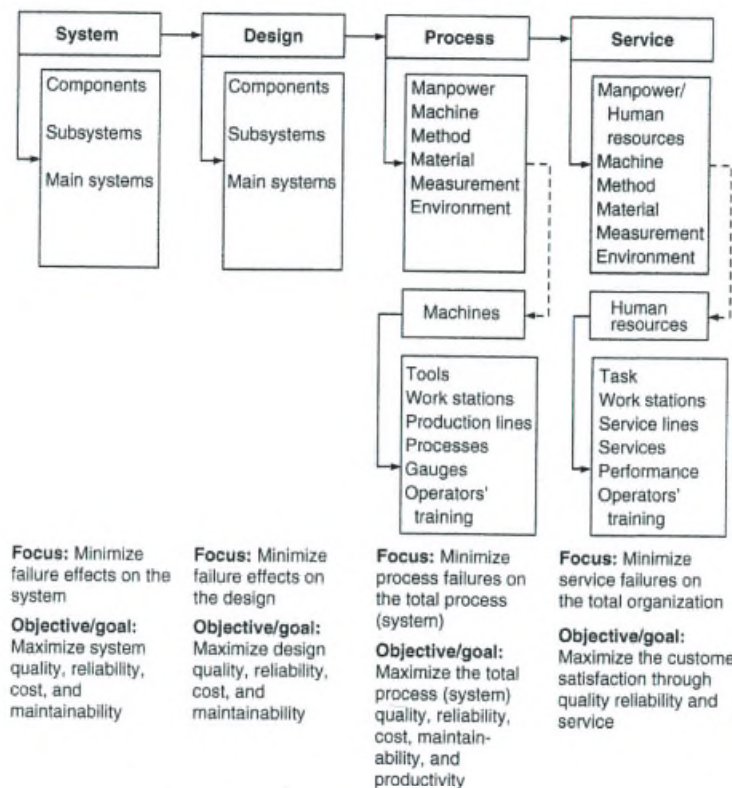 System
Design
Process
Service
Components
Subsystems
Main systems
Components
Subsystems
Main systems
Manpower
Machine
Method
Material
Measurement
Environment
Manpower/
Human
resources
Machine
Method
Material
Measurement
Environment
Machines
Human
resources
Tools
Work stations
Production lines
Processes
Gauges
Operators'
training
Task
Work stations
Service lines
Services
Performance
Operators'
training
Focus: Minimize
failure effects on the
system
Objective/goal:
Maximize system
quality, reliability,
cost, and
maintainability
Focus: Minimize
failure effects on
the design
Objective/goal:
Maximize design
quality, reliability,
cost, and
maintainability
Focus: Minimize
process failures on
the total process
(system)
Objective/goal:
Maximize the total
process (system)
quality, reliability,
cost, maintain-
ability, and
productivity
Focus: Minimize
service failures on
the total organization
Objective/goal:
Maximize the custome
satisfaction through
quality reliability and
service